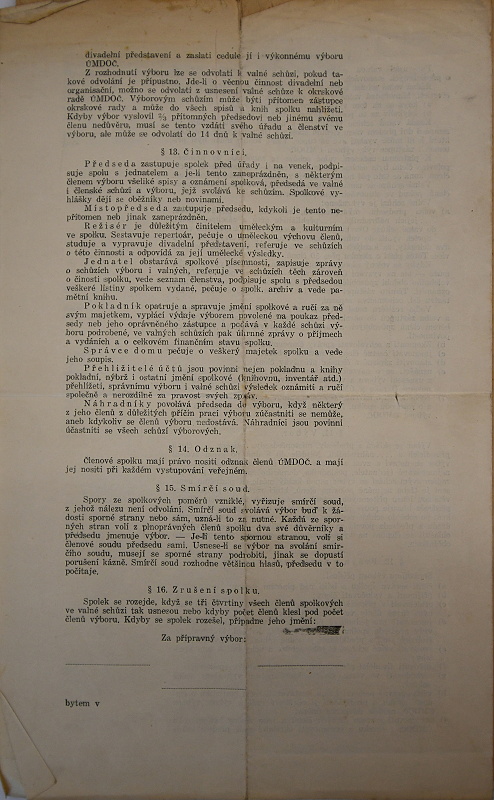 divadelní představení a zaslati cedule její i výkonnému výboru
ÚMDOČ.
Z rozhodnutí výboru lze se odvolati k valné schůzi, pokud ta-
kové odvolání je přípustno. Jde-li o věcnou činnost divadelní neb
organisační, možno se odvolati z usnesení valné schůze k okrskové
radě ÚMDOČ. Výborovým schůzím může býti přítomen zástupce
okrskové rady a může do všech spisů a knih spolku nahlížeti.
Kdyby výbor vyslovil ²/₃ přítomných předsedovi neb jinému svému
členu nedůvěru, musí se tento vzdáti svého úřadu a členství ve
výboru, ale může se odvolati do 14 dnů k valné schůzi.
§ 13. Činovníci.
Předseda zastupuje spolek před úřady i na venek, podpi-
suje spolu s jednatelem a je-li tento zaneprázdněn, s některým
členem výboru všeliké spisy a oznámení spolková, předsedá ve valné
i členské schůzi a výboru, jejž svolává ke schůzím. Spolkové vy-
hlášky dějí se oběžníky neb novinami.
Místopředseda zastupuje předsedu, kdykoli je tento ne-
přítomen neb jinak zaneprázdněn.
Režisér je důležitým činitelem uměleckým a kulturním
ve spolku. Sestavuje repertoár, pečuje o uměleckou výchovu členů,
studuje a vypravuje divadelní představení, referuje ve schůzích
o této činnosti a odpovídá za její umělecké výsledky.
Jednatel obstarává spolkové písemnosti, zapisuje zprávy
o schůzích výboru i valných, referuje ve schůzích těch zároveň
o činosti spolku, vede seznam členstva, podpisuje spolu s předsedou
veškeré listiny spolkem vydané, pečuje o spolk. archiv a vede pa-
mětní knihu.
Pokladník opatruje a spravuje jmění spolkové a ručí za ně
svým majetkem, vyplácí výdaje výborem povolené na poukaz před-
sedy neb jeho oprávněného zástupce a podává v každé schůzi vý-
boru podrobné, ve valných schůzích pak úhrnné zprávy o příjmech
a vydáních a o celkovém finančním stavu spolku.
Správce domu pečuje o veškerý majetek spolku a vede
jeho soupis.
Přehlížitelé účtů jsou povinni nejen pokladnu a knihy
pokladní, nýbrž i ostatní jmění spolkové (knihovnu, inventář atd.)
přehlížeti, správnímu výboru i valné schůzi výsledek oznámiti a ručí
společně a nerozdílně za pravost svých zpráv.
Náhradníky povolává předseda do výboru, když některý
z jeho členů z důležitých příčin prací výboru zúčastniti se nemůže,
aneb kdykoliv se členů výboru nedostává. Náhradníci jsou povinni
účastniti se všech schůzí výborových.
§ 14. Odznak.
Členové spolku mají právo nositi odznak členů ÚMDOČ. a mají
jej nositi při každém vystupování veřejném.
§ 15. Smírčí soud.
Spory ze spolkových poměrů vzniklé, vyřizuje smírčí soud,
z jehož nálezu není odvolání. Smírčí soud svolává výbor buď k žá-
dosti sporné strany nebo sám, uzná-li to za nutné. Každá ze spor-
ných stran volí z plnoprávných členů spolku dva své důvěrníky a
předsedu jmenuje výbor. — Je-li tento spornou stranou, volí si
členové soudu předsedu sami. Usnese-li se výbor na svolání smír-
čího soudu, musejí se sporné strany podrobiti, jinak se dopustí
porušení kázně. Smírčí soud rozhodne většinou hlasů, předsedu v to
počítaje.
§ 16. Zrušení spolku.
Spolek se rozejde, když se tři čtvrtiny všech členů spolkových
ve valné schůzi tak usnesou nebo kdyby počet členů klesl pod počet
členů výboru. Kdyby se spolek rozešel, připadne jeho jmění:
Za přípravný výbor:
bytem v